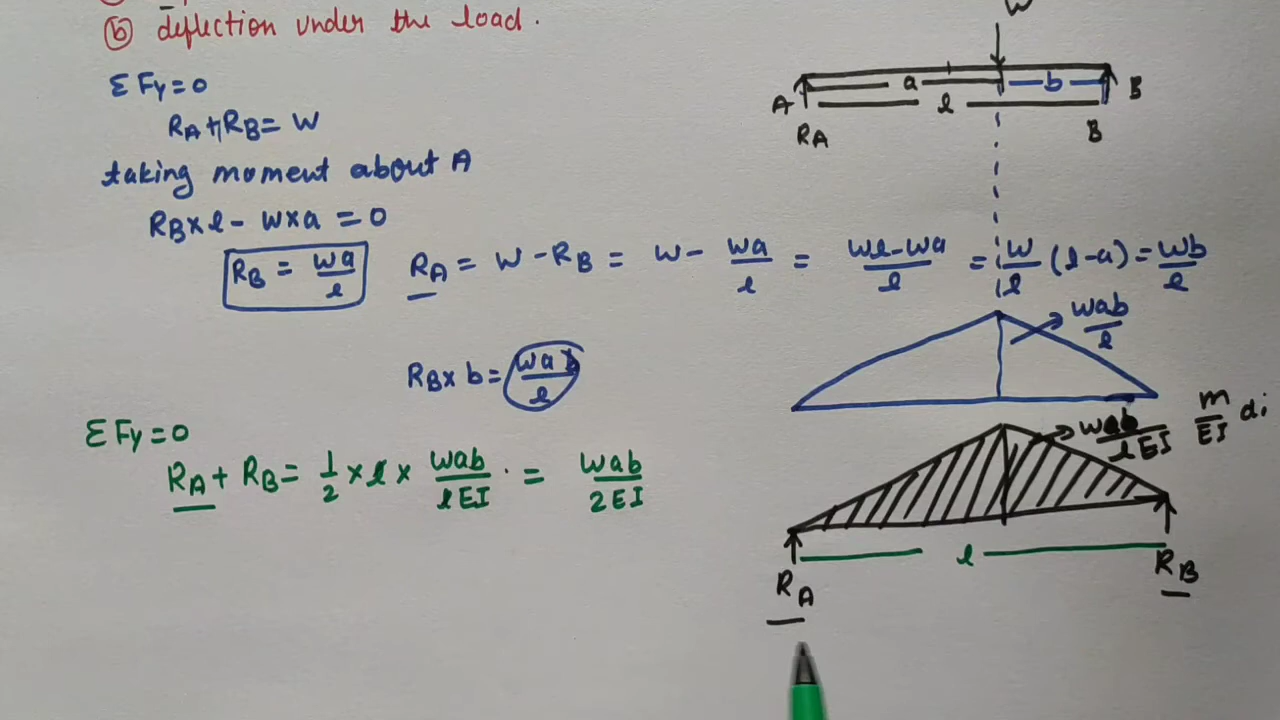 ⓑ deflection under the load.
W
ΣFy=0
RA+RB= W
a
b
A
B
l
RA
B
taking moment about A
RB×l - W×a = 0
RB = wa/l
RA = W - RB = W - wa/l = Wl-Wa/l = W/l (l-a) = Wb/l
wab/l
RB× b = wab/l
ΣFy=0
wab/lEI
m/EI di
RA + RB = 1/2 × l × wab/lEI . = wab/2EI
l
RA
RB